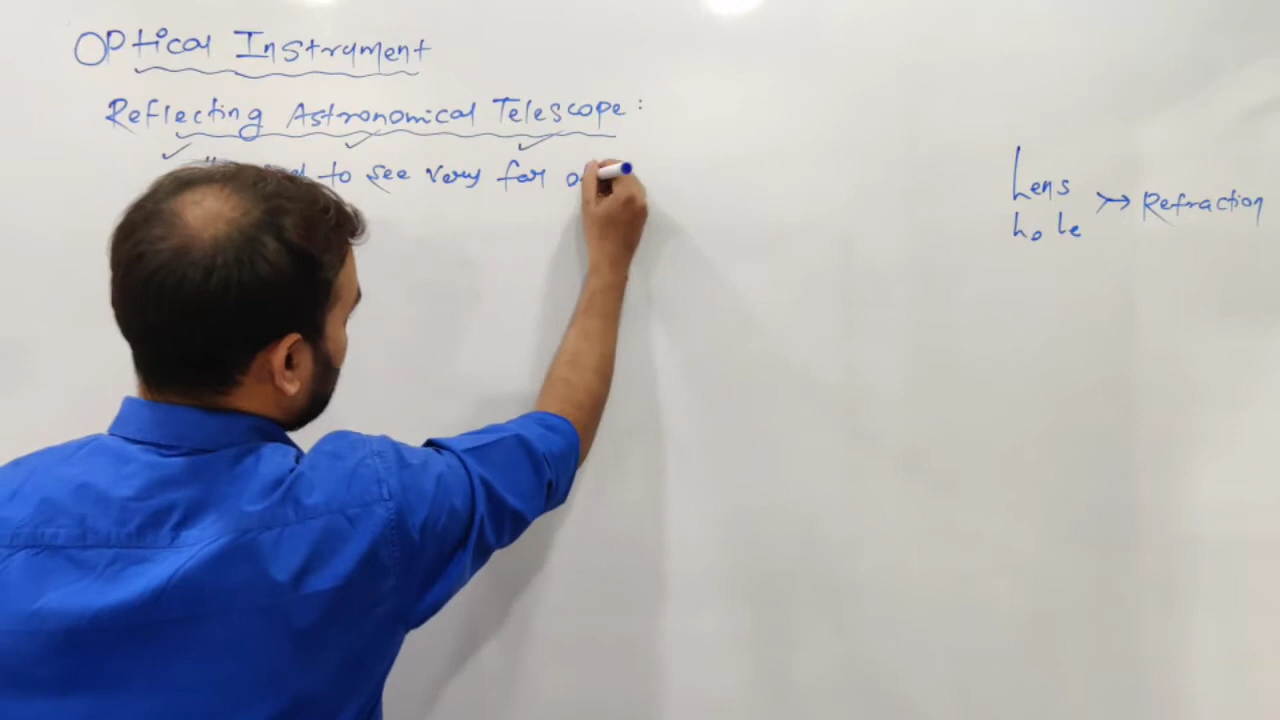 Optical Instrument
Reflecting Astronomical Telescope:
to see very far
Lens
hole
→ Refraction